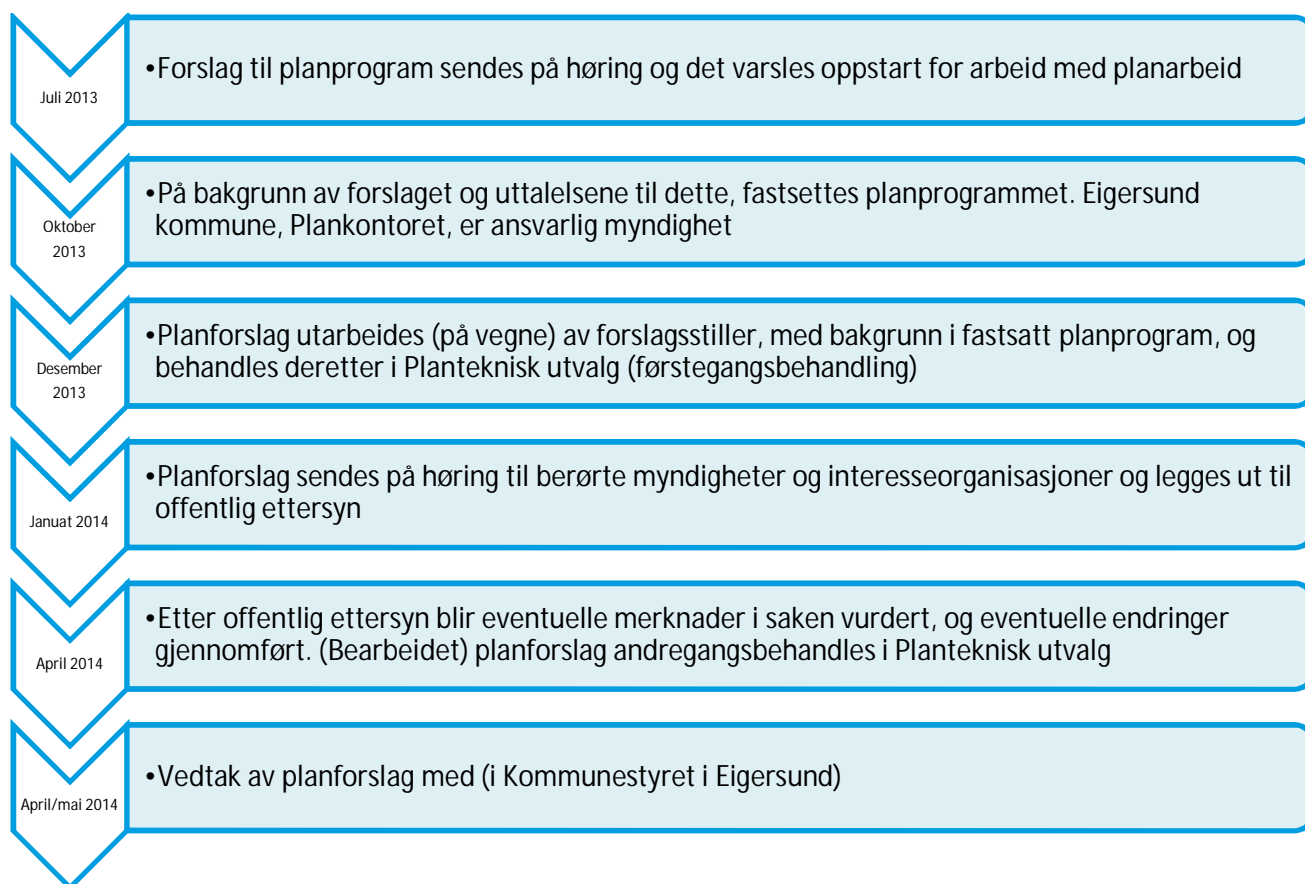 Juli 2013
•Forslag til planprogram sendes på høring og det varsles oppstart for arbeid med planarbeid
Oktober
2013
•På bakgrunn av forslaget og uttalelsene til dette, fastsettes planprogrammet. Eigersund
kommune, Plankontoret, er ansvarlig myndighet
Desember
2013
•Planforslag utarbeides (på vegne) av forslagsstiller, med bakgrunn i fastsatt planprogram, og
behandles deretter i Planteknisk utvalg (førstegangsbehandling)
Januat 2014
•Planforslag sendes på høring til berørte myndigheter og interesseorganisasjoner og legges ut til
offentlig ettersyn
April 2014
•Etter offentlig ettersyn blir eventuelle merknader i saken vurdert, og eventuelle endringer
gjennomført. (Bearbeidet) planforslag andregangsbehandles i Planteknisk utvalg
April/mai 2014
•Vedtak av planforslag med (i Kommunestyret i Eigersund)